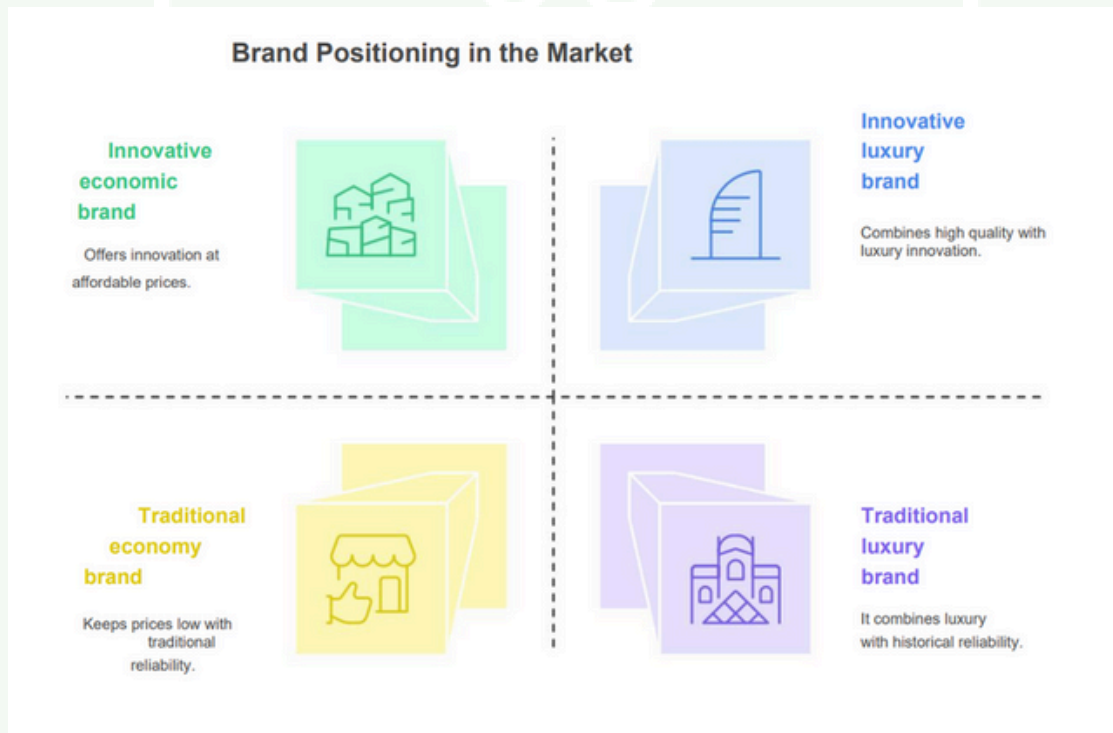 Brand Positioning in the Market
Innovative
economic
brand
Offers innovation at
affordable prices.
Innovative
luxury
brand
Combines high quality with
luxury innovation.
Traditional
economy
brand
Keeps prices low with
traditional
reliability.
Traditional
luxury
brand
It combines luxury
with historical reliability.